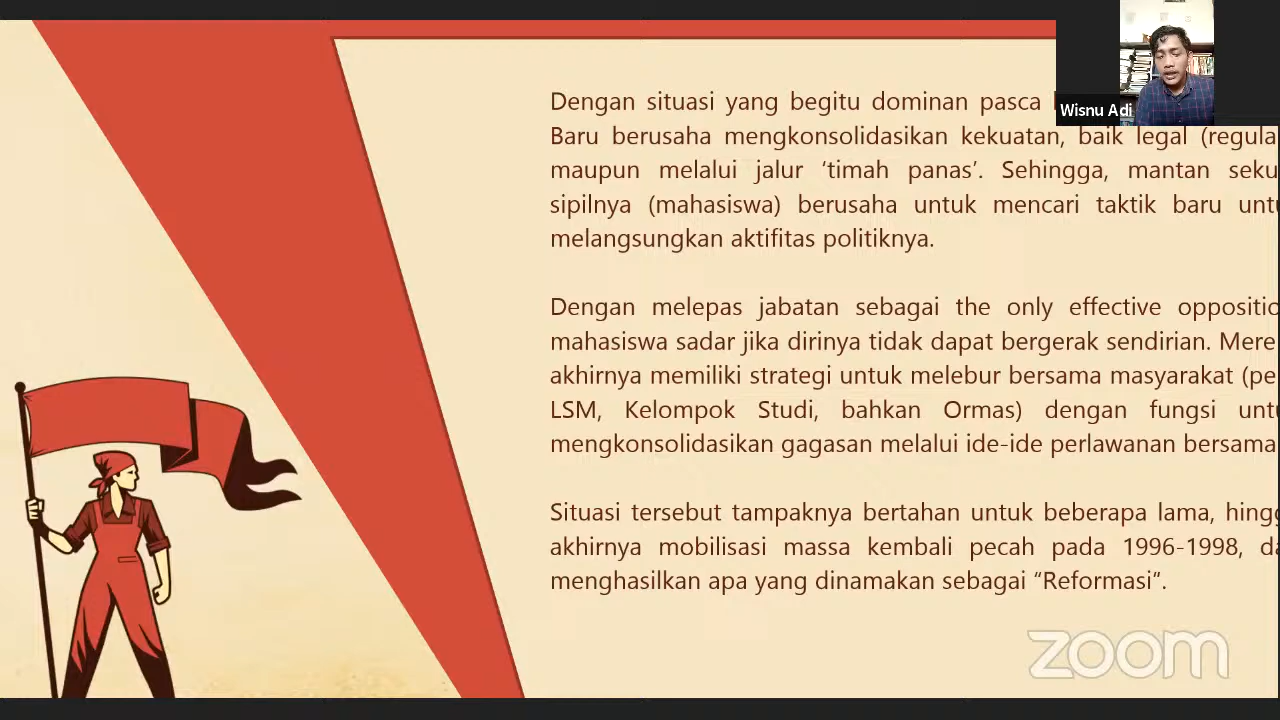 Dengan situasi yang begitu dominan pasca
Baru berusaha mengkonsolidasikan kekuatan, baik legal (regula
maupun melalui jalur ‘timah panas’. Sehingga, mantan seku
sipilnya (mahasiswa) berusaha untuk mencari taktik baru untu
melangsungkan aktifitas politiknya.
Dengan melepas jabatan sebagai the only effective oppositio
mahasiswa sadar jika dirinya tidak dapat bergerak sendirian. Mere
akhirnya memiliki strategi untuk melebur bersama masyarakat (pe
LSM, Kelompok Studi, bahkan Ormas) dengan fungsi untu
mengkonsolidasikan gagasan melalui ide-ide perlawanan bersama
Situasi tersebut tampaknya bertahan untuk beberapa lama, hingg
akhirnya mobilisasi massa kembali pecah pada 1996-1998, da
menghasilkan apa yang dinamakan sebagai “Reformasi”.
Wisnu Adi
zoom